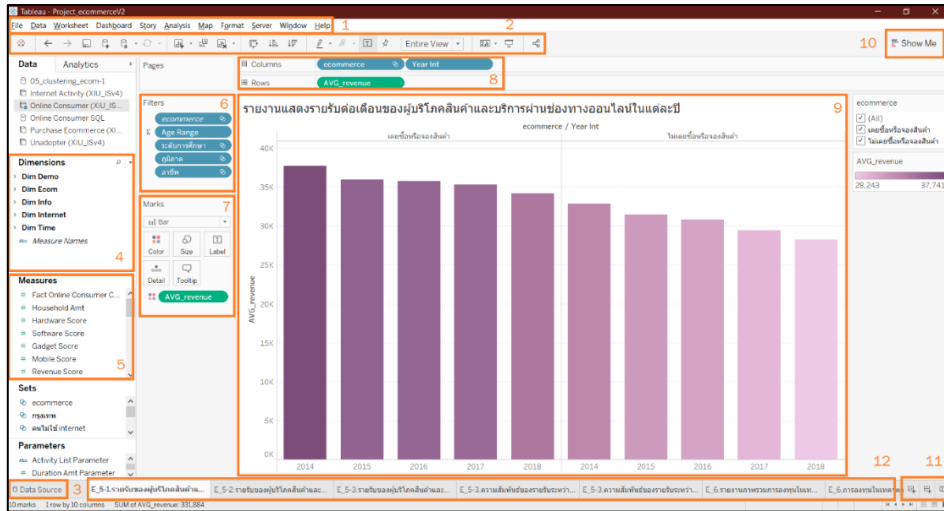 Tableau - Project_ecommerceV2
File Data Worksheet Dashboard Story Analysis Map Format Server Window Help
1
2
Entire View
10
Show Me
Data Analytics
Pages
Columns ecommerce Year Int
Rows AVG_revenue
8
05_clustering_ecom-1
Internet Activity (XIU_ISv4)
Online Consumer (XIU_IS...
Online Consumer SQL
Purchase Ecommerce (XI...
Unadopter (XIU_ISv4)
Filters 6
ecommerce
Age Range
ระดับการศึกษา
ภูมิภาค
อาชีพ
รายงานแสดงรายรับต่อเดือนของผู้บริโภคสินค้าและบริการผ่านช่องทางออนไลน์ในแต่ละปี
9
ecommerce / Year Int
เคยซื้อหรือจองสินค้า
ไม่เคยซื้อหรือจองสินค้า
ecommerce
(All)
เคยซื้อหรือจองสินค้า
ไม่เคยซื้อหรือจองสินค้า
AVG_revenue
28,243 37,741
Dimensions
Dim Demo
Dim Ecom
Dim Info
Dim Internet
Dim Time
Abc Measure Names
4
Marks 7
Bar
Color Size Label
Detail Tooltip
AVG_revenue
Measures
Fact Online Consumer C...
Household Amt
Hardware Score
Software Score
Gadget Socre
Mobile Score
Revenue Score
5
Sets
ecommerce
กรุงเทพ
คนไม่ใช้ internet
Parameters
Abc Activity List Parameter
Duration Amt Parameter
AVG_revenue
40K
35K
30K
25K
20K
15K
10K
5K
0K
2014 2015 2016 2017 2018 2014 2015 2016 2017 2018
12
11
Data Source
3
E_5-1.รายรับของผู้บริโภคสินค้าแ...
E_5-2.รายรับของผู้บริโภคสินค้าและ...
E_5-3.รายรับของผู้บริโภคสินค้าและ...
E_5-3.ความสัมพันธ์ของรายรับระหว่า...
E_5-3.ความสัมพันธ์ของรายรับระหว่า...
E_6.รายงานภาพรวมการลงทุนในเท...
E_6.การลงทุนในเทค
10 marks 1 row by 10 columns SUM of AVG_revenue: 331,884